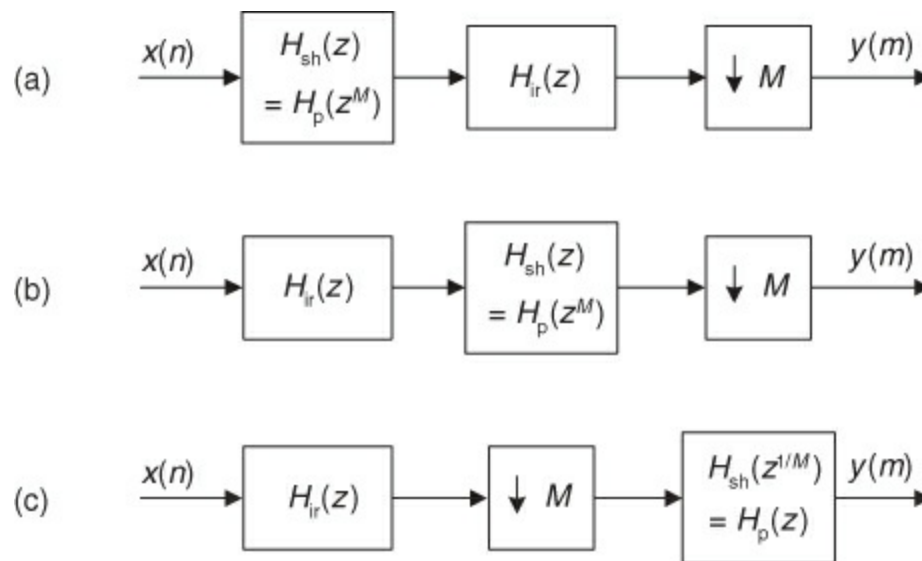 (a) x(n) H_sh(z) = H_p(z^M) H_ir(z) ↓ M y(m)
(b) x(n) H_ir(z) H_sh(z) = H_p(z^M) ↓ M y(m)
(c) x(n) H_ir(z) ↓ M H_sh(z^1/M) = H_p(z) y(m)